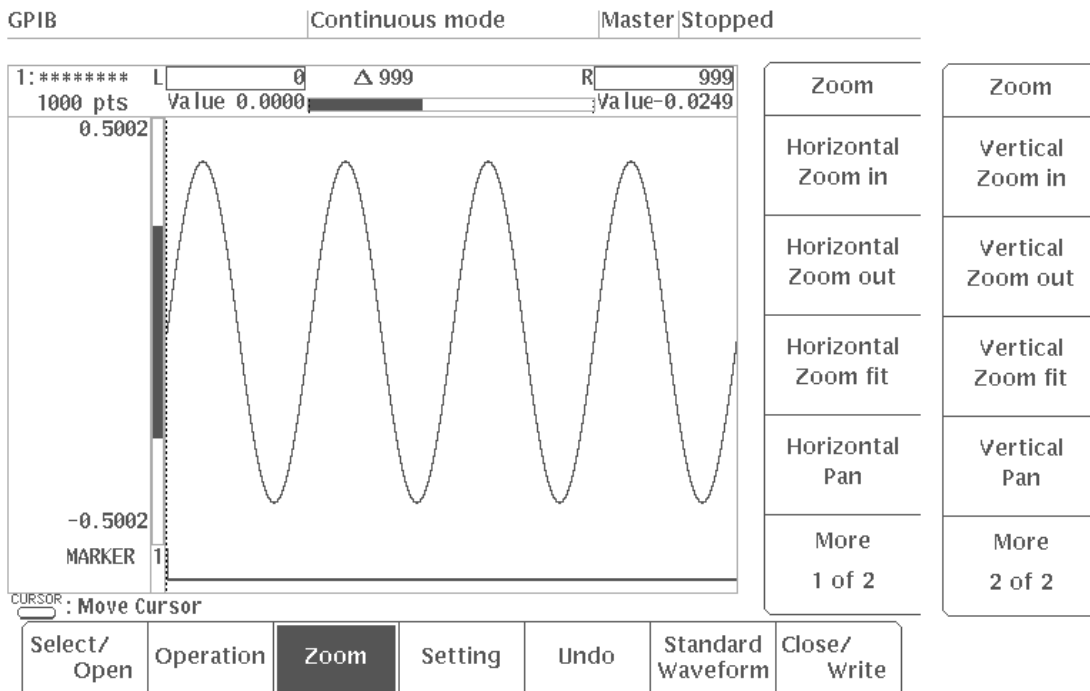 GPIB Continuous mode Master Stopped
1:******** L 0 Δ 999 R 999
1000 pts Value 0.0000 Value-0.0249
0.5002
-0.5002
MARKER 1
CURSOR : Move Cursor
Zoom
Horizontal
Zoom in
Horizontal
Zoom out
Horizontal
Zoom fit
Horizontal
Pan
More
1 of 2
Zoom
Vertical
Zoom in
Vertical
Zoom out
Vertical
Zoom fit
Vertical
Pan
More
2 of 2
Select/
Open
Operation
Zoom
Setting
Undo
Standard
Waveform
Close/
Write